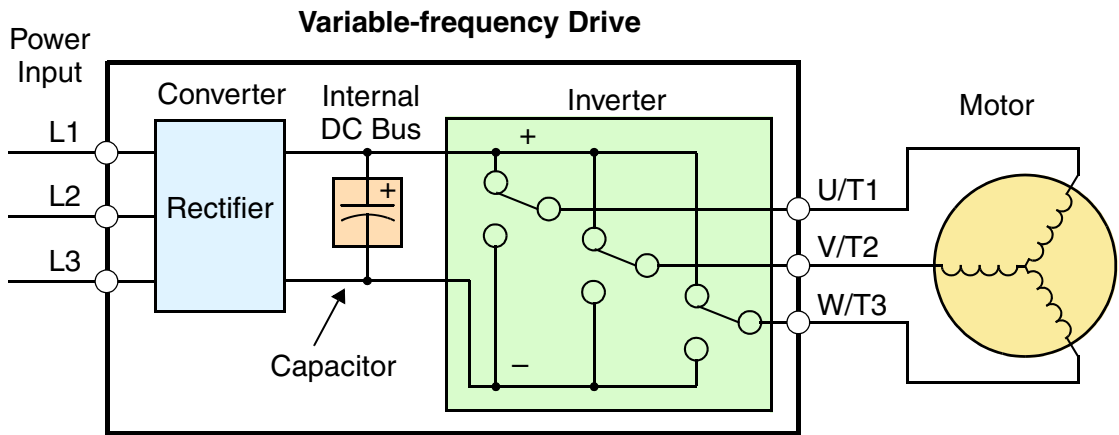 Variable-frequency Drive
Power
Input
Converter
Internal
DC Bus
Inverter
Motor
L1
L2
L3
Rectifier
+
+
–
Capacitor
U/T1
V/T2
W/T3